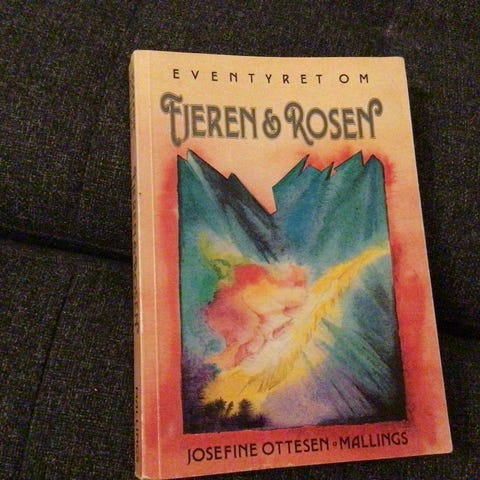 EVENTYRET OM
FJEREN & ROSEN
JOSEFINE OTTESEN • MALLINGS